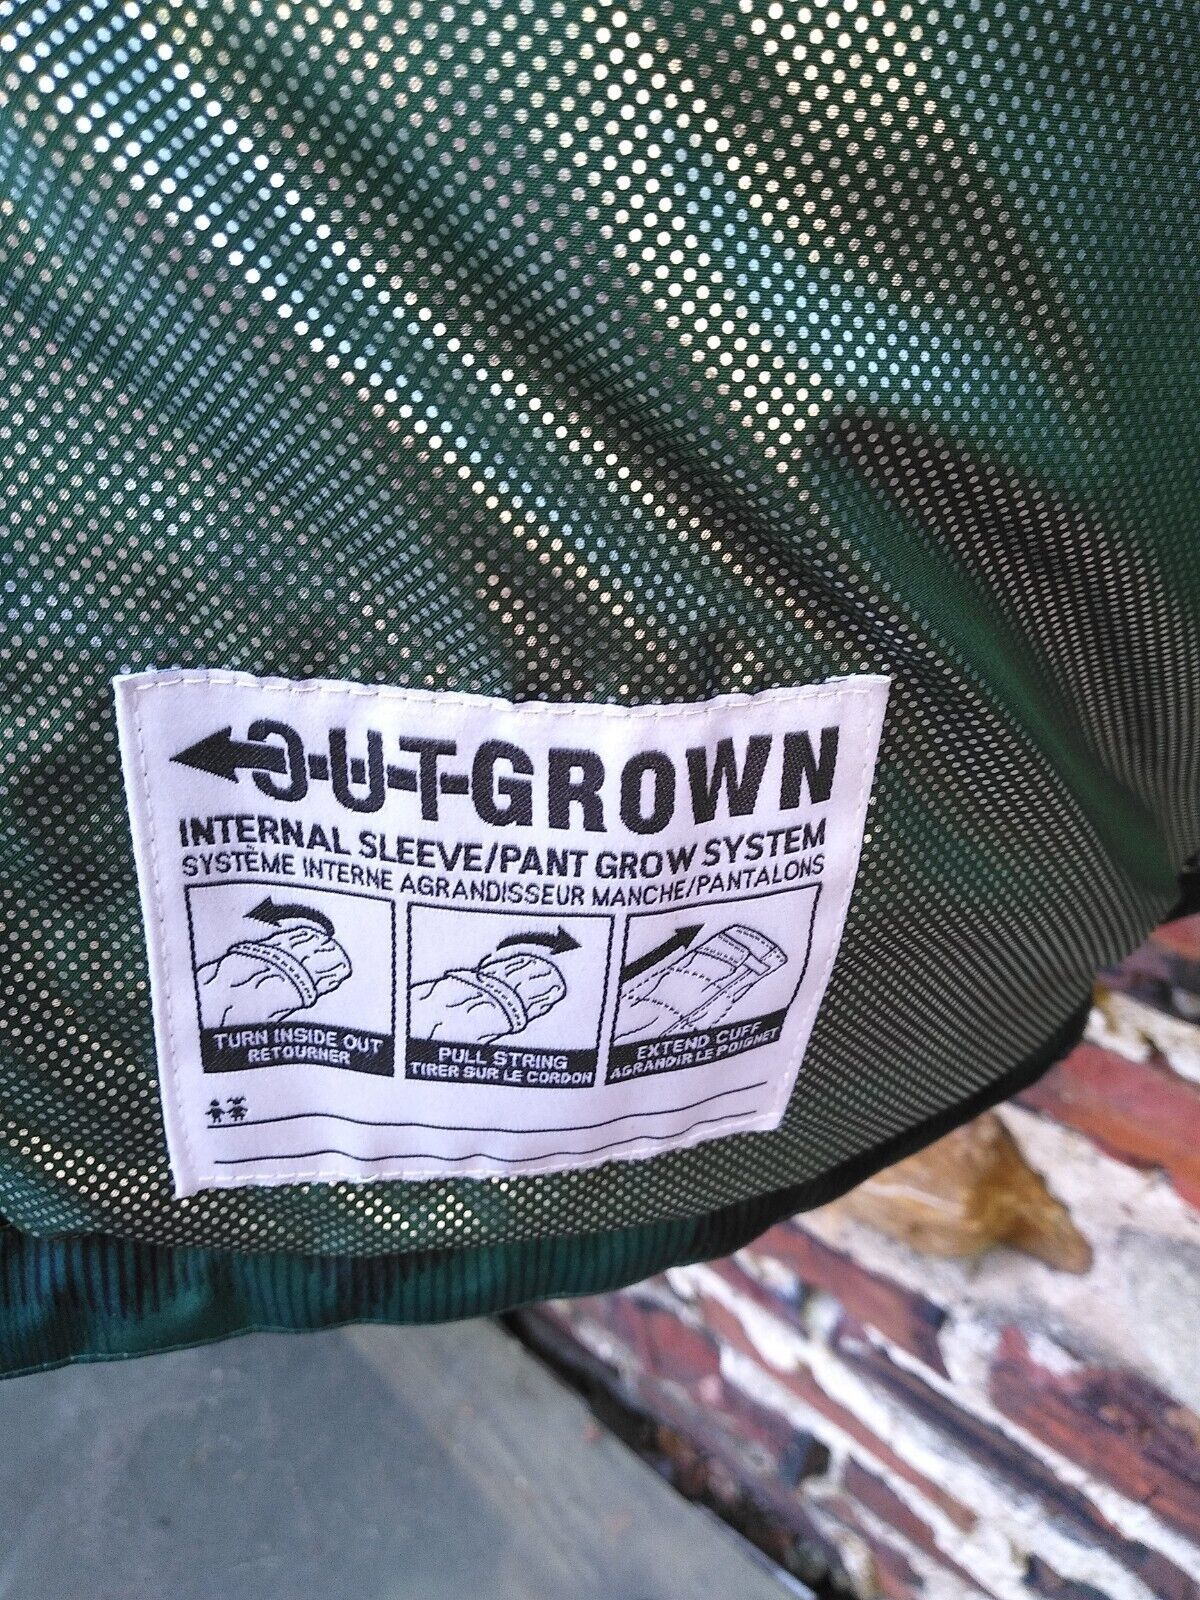 OUTGROWN
INTERNAL SLEEVE/PANT GROW SYSTEM
SYSTÈME INTERNE AGRANDISSEUR MANCHE/PANTALONS
TURN INSIDE OUT
RETOURNER
PULL STRING
TIRER SUR LE CORDON
EXTEND CUFF
AGRANDIR LE POIGNET